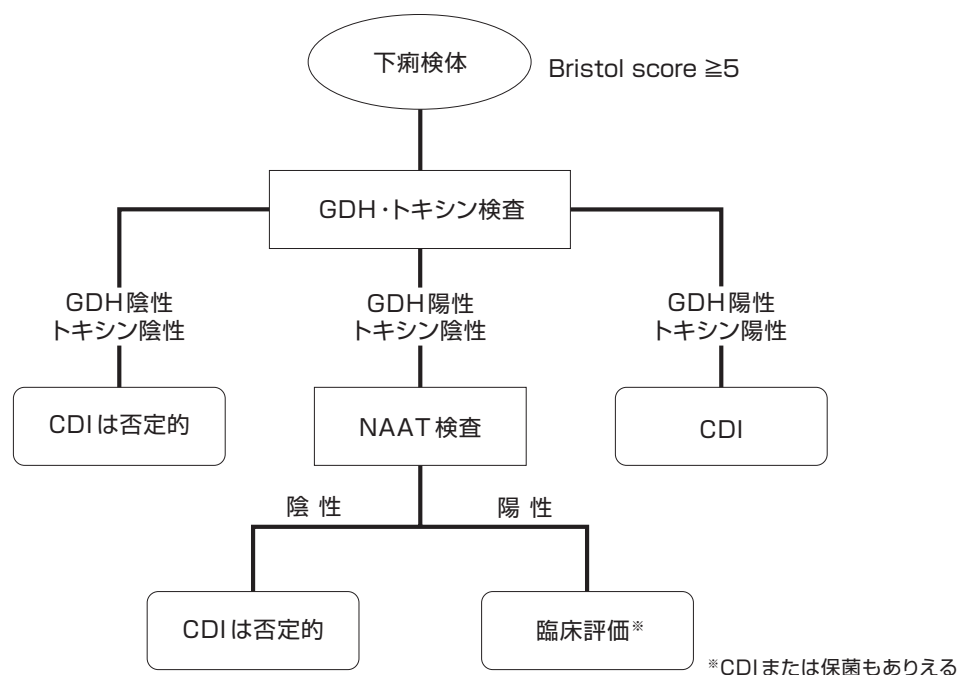 下痢検体
Bristol score ≧5
GDH・トキシン検査
GDH陰性
トキシン陰性
GDH陽性
トキシン陰性
GDH陽性
トキシン陽性
CDIは否定的
NAAT検査
CDI
陰 性
陽 性
CDIは否定的
臨床評価※
※CDIまたは保菌もありえる